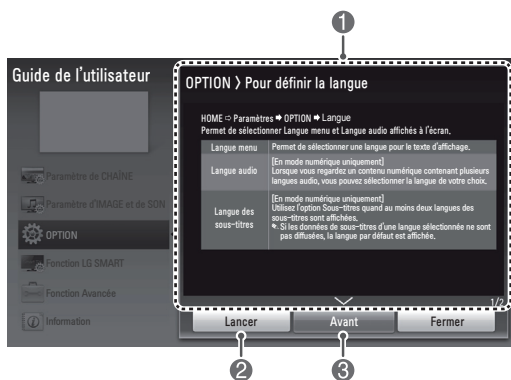 1
Guide de l'utilisateur
Paramètre de CHAÎNE
Paramètre d'IMAGE et de SON
OPTION
Fonction LG SMART
Fonction Avancée
Information
OPTION > Pour définir la langue
HOME ⇨ Paramètres ➡ OPTION ➡ Langue
Permet de sélectionner Langue menu et Langue audio affichés à l'écran.
Langue menu
Permet de sélectionner une langue pour le texte d'affichage.
Langue audio
[En mode numérique uniquement]
Lorsque vous regardez un contenu numérique contenant plusieurs
langues audio, vous pouvez sélectionner la langue de votre choix.
Langue des
sous-titres
[En mode numérique uniquement]
Utilisez l'option Sous-titres quand au moins deux langues des
sous-titres sont affichées.
Si les données de sous-titres d'une langue sélectionnée ne sont
pas diffusées, la langue par défaut est affichée.
1/2
Lancer
Avant
Fermer
2
3